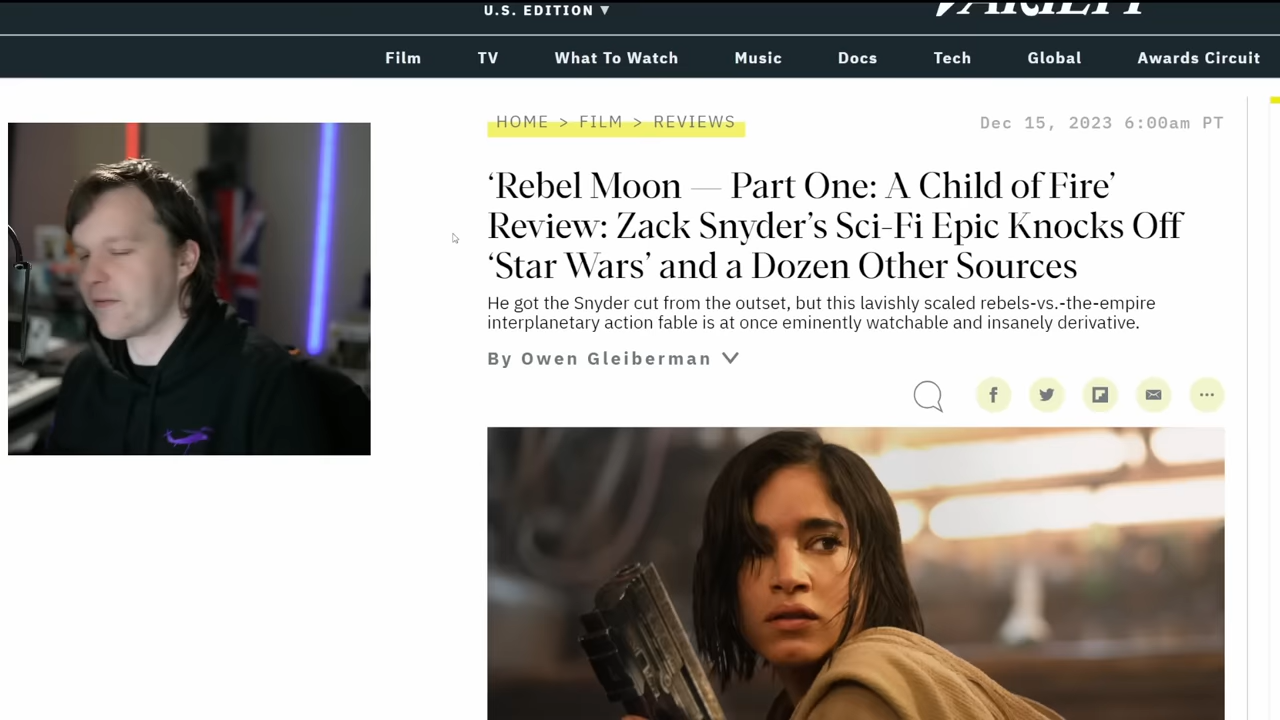 U.S. EDITION ▼
VARIETY
Film TV What To Watch Music Docs Tech Global Awards Circuit
HOME > FILM > REVIEWS
Dec 15, 2023 6:00am PT
‘Rebel Moon — Part One: A Child of Fire’
Review: Zack Snyder’s Sci-Fi Epic Knocks Off
‘Star Wars’ and a Dozen Other Sources
He got the Snyder cut from the outset, but this lavishly scaled rebels-vs.-the-empire
interplanetary action fable is at once eminently watchable and insanely derivative.
By Owen Gleiberman